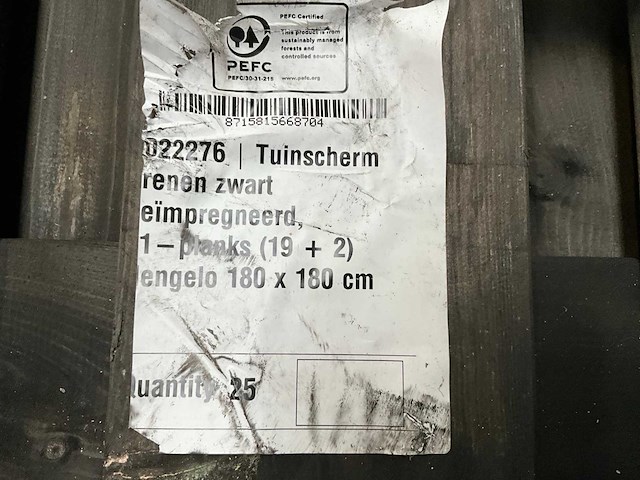 PEFC Certified
This product is from
sustainably managed
forests and
controlled sources
PEFC
PEFC/30-31-215
www.pefc.org
8715815668704
022276 | Tuinscherm
renen zwart
eïmpregneerd,
1-planks (19 + 2)
engelo 180 x 180 cm
Quantity 25